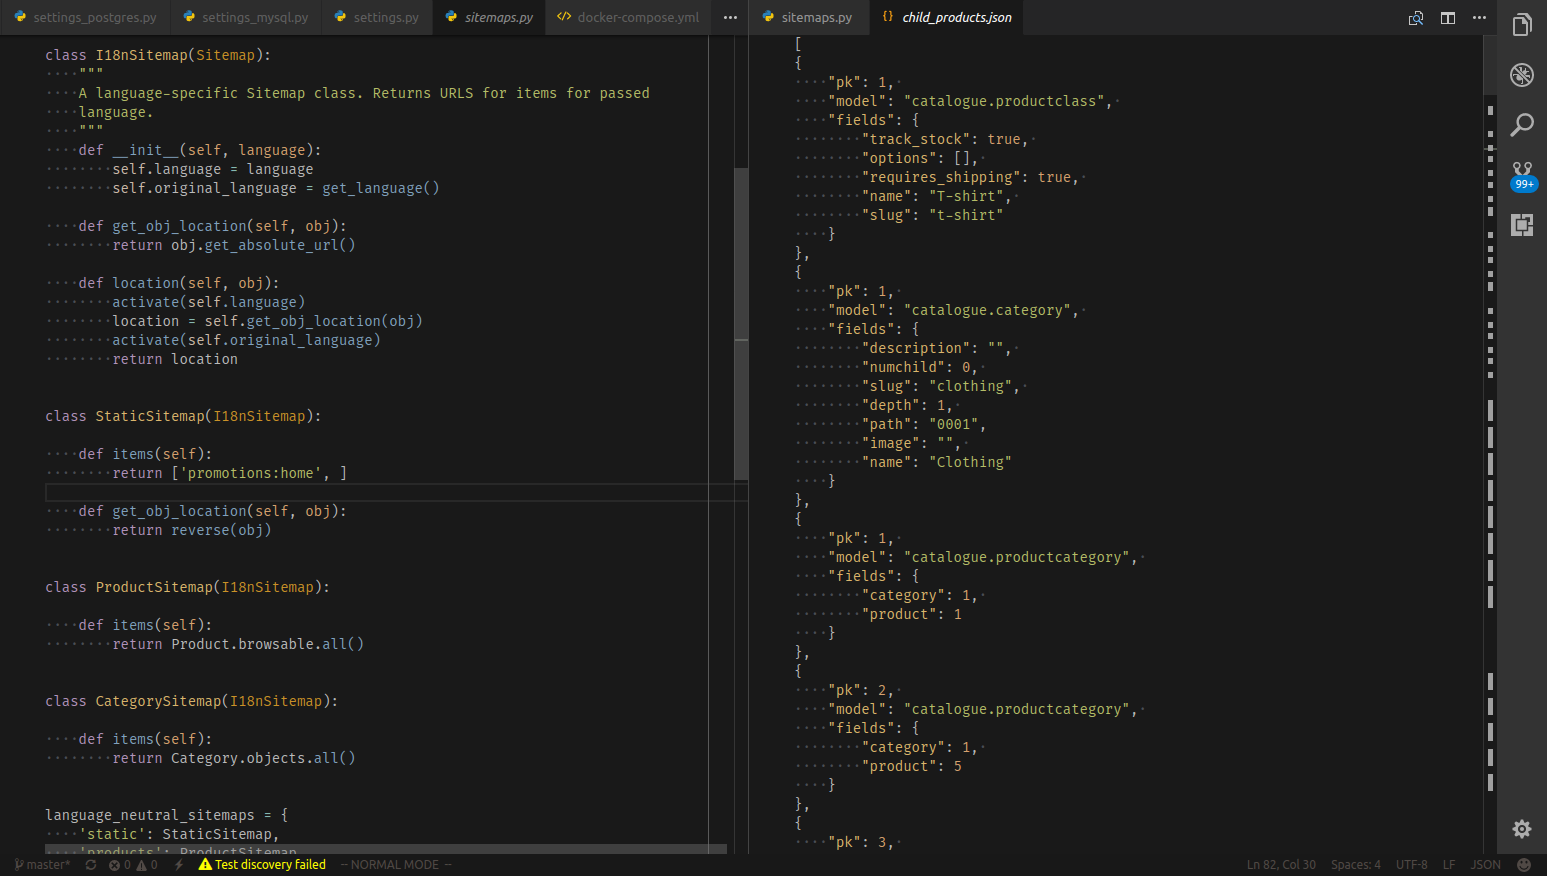 settings_postgres.py settings_mysql.py settings.py sitemaps.py docker-compose.yml ···
class I18nSitemap(Sitemap):
"""
A language-specific Sitemap class. Returns URLS for items for passed
language.
"""
def __init__(self, language):
self.language = language
self.original_language = get_language()
def get_obj_location(self, obj):
return obj.get_absolute_url()
def location(self, obj):
activate(self.language)
location = self.get_obj_location(obj)
activate(self.original_language)
return location
class StaticSitemap(I18nSitemap):
def items(self):
return ['promotions:home', ]
def get_obj_location(self, obj):
return reverse(obj)
class ProductSitemap(I18nSitemap):
def items(self):
return Product.browsable.all()
class CategorySitemap(I18nSitemap):
def items(self):
return Category.objects.all()
language_neutral_sitemaps = {
'static': StaticSitemap,
'products': ProductSitemap
sitemaps.py {} child_products.json ···
[
{
"pk": 1,
"model": "catalogue.productclass",
"fields": {
"track_stock": true,
"options": [],
"requires_shipping": true,
"name": "T-shirt",
"slug": "t-shirt"
}
},
{
"pk": 1,
"model": "catalogue.category",
"fields": {
"description": "",
"numchild": 0,
"slug": "clothing",
"depth": 1,
"path": "0001",
"image": "",
"name": "Clothing"
}
},
{
"pk": 1,
"model": "catalogue.productcategory",
"fields": {
"category": 1,
"product": 1
}
},
{
"pk": 2,
"model": "catalogue.productcategory",
"fields": {
"category": 1,
"product": 5
}
},
{
"pk": 3,
99+
master* 0 0 Test discovery failed -- NORMAL MODE -- Ln 82, Col 30 Spaces: 4 UTF-8 LF JSON